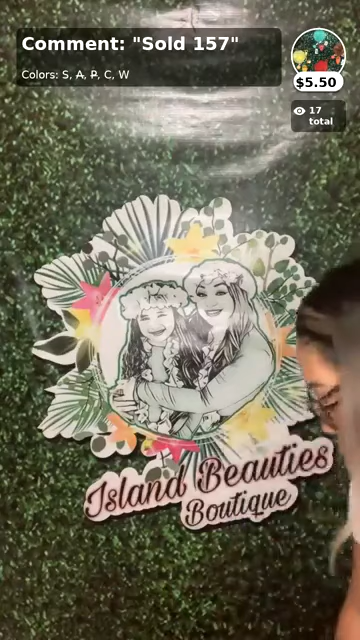 Comment: "Sold 157"
Colors: S, A, P, C, W
$5.50
17
total
Island Beauties
Boutique